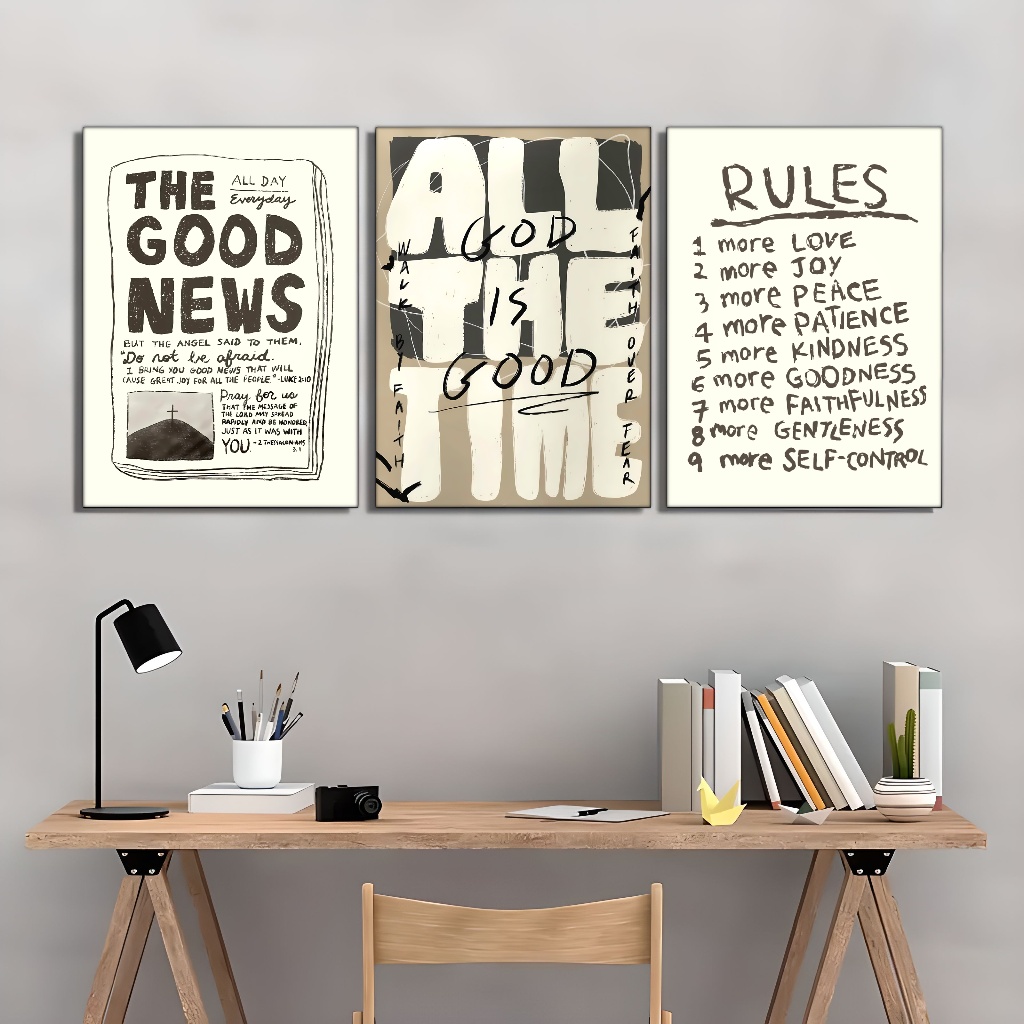 THE
GOOD
NEWS
ALL DAY
Everyday
BUT THE ANGEL SAID TO THEM,
"Do not be afraid.
I BRING YOU GOOD NEWS THAT WILL
CAUSE GREAT JOY FOR ALL THE PEOPLE." -LUKE 2:10
Pray for us
THAT THE MESSAGE OF
THE LORD MAY SPREAD
RAPIDLY AND BE HONORED,
JUST AS IT WAS WITH
YOU. - 2 THESSALONIANS
3:1
ALL
THE
TIME
GOD
IS
GOOD
WALK BY FAITH
FAITH OVER FEAR
RULES
1 more LOVE
2 more JOY
3 more PEACE
4 more PATIENCE
5 more KINDNESS
6 more GOODNESS
7 more FAITHFULNESS
8 more GENTLENESS
9 more SELF-CONTROL